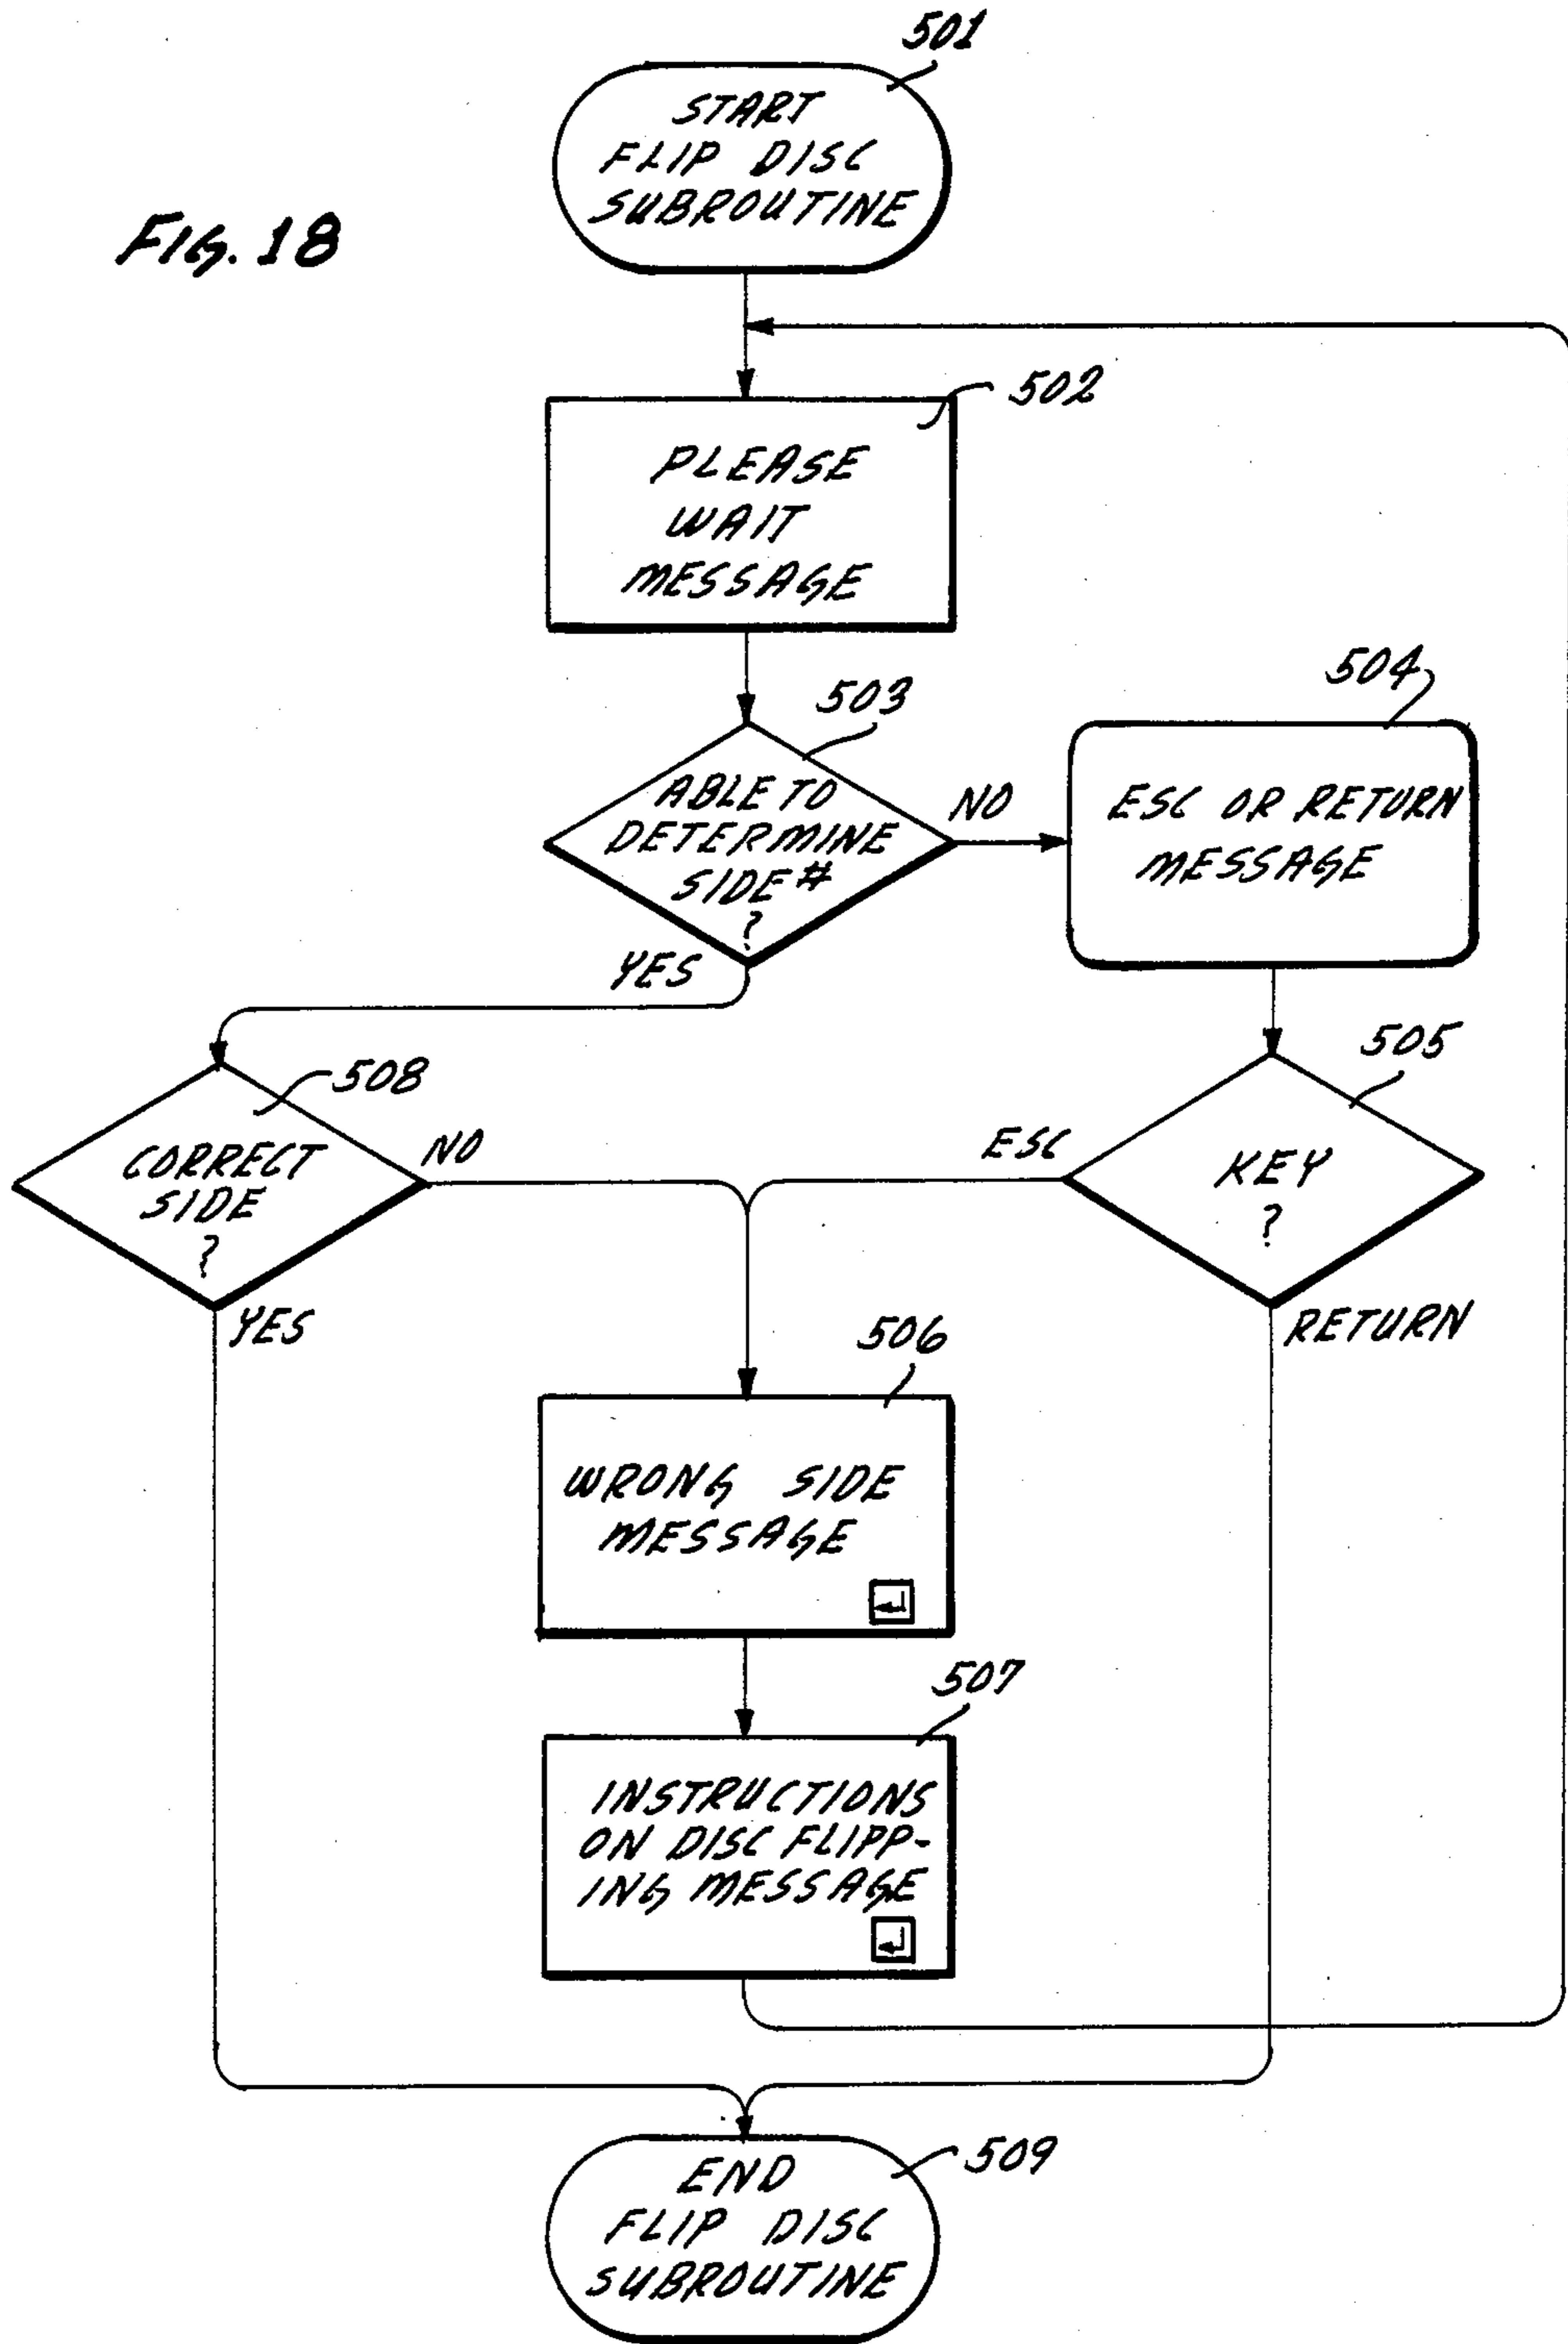 501
START
FLIP DISC
SUBROUTINE
FIG. 18
502
PLEASE
WAIT
MESSAGE
503
504
ABLE TO
DETERMINE
SIDE#
?
NO
ESC OR RETURN
MESSAGE
YES
505
508
CORRECT
SIDE
?
NO
ESC
KEY
?
YES
RETURN
506
WRONG SIDE
MESSAGE
507
INSTRUCTIONS
ON DISC FLIPP-
ING MESSAGE
509
END
FLIP DISC
SUBROUTINE